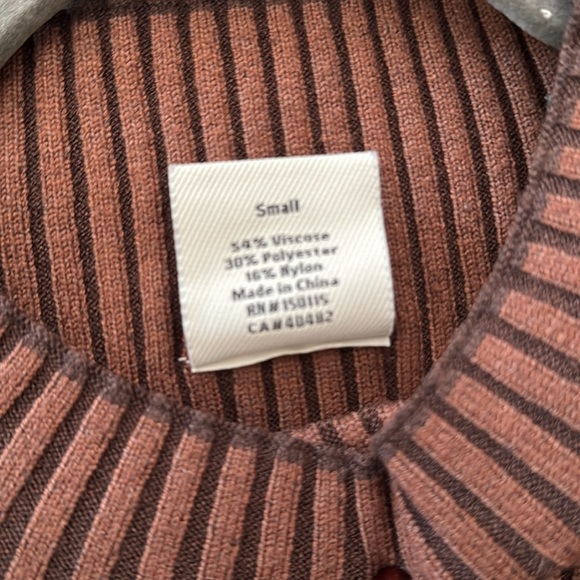 Small
54% Viscose
30% Polyester
16% Nylon
Made in China
RN#150115
CA#40482